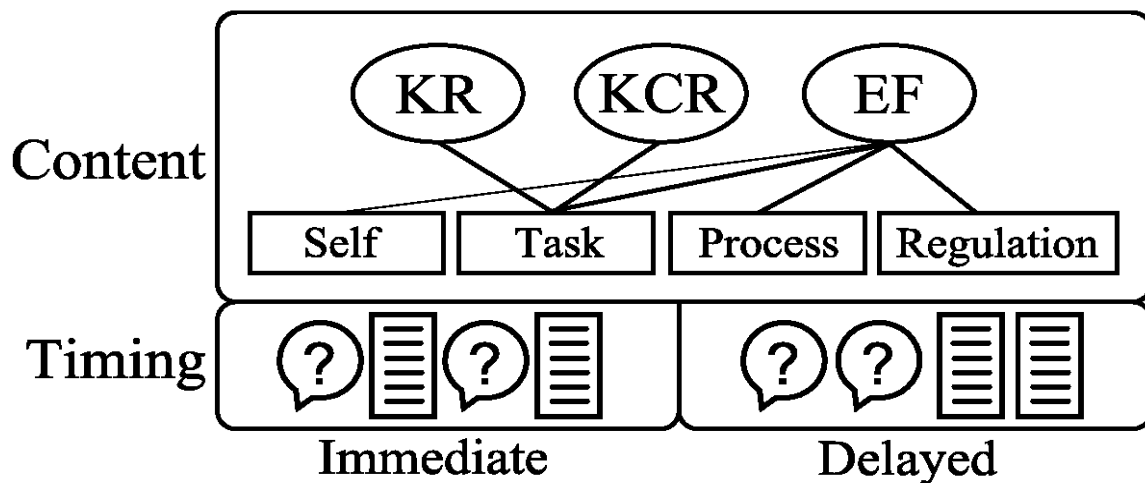 KR KCR EF
Content
Self Task Process Regulation
Timing
? ? ? ?
Immediate Delayed